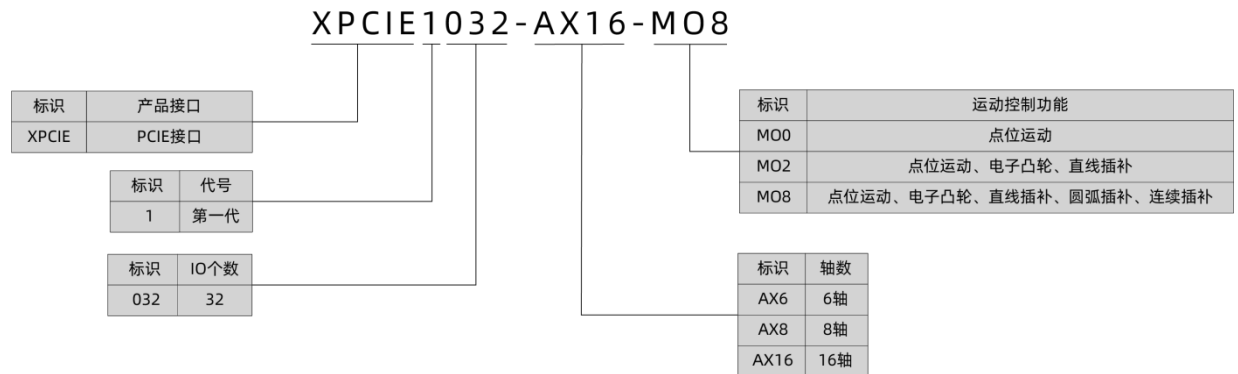 XPCIE1032-AX16-MO8
标识 产品接口
XPCIE PCIE接口
标识 代号
1 第一代
标识 IO个数
032 32
标识 运动控制功能
MO0 点位运动
MO2 点位运动、电子凸轮、直线插补
MO8 点位运动、电子凸轮、直线插补、圆弧插补、连续插补
标识 轴数
AX6 6轴
AX8 8轴
AX16 16轴